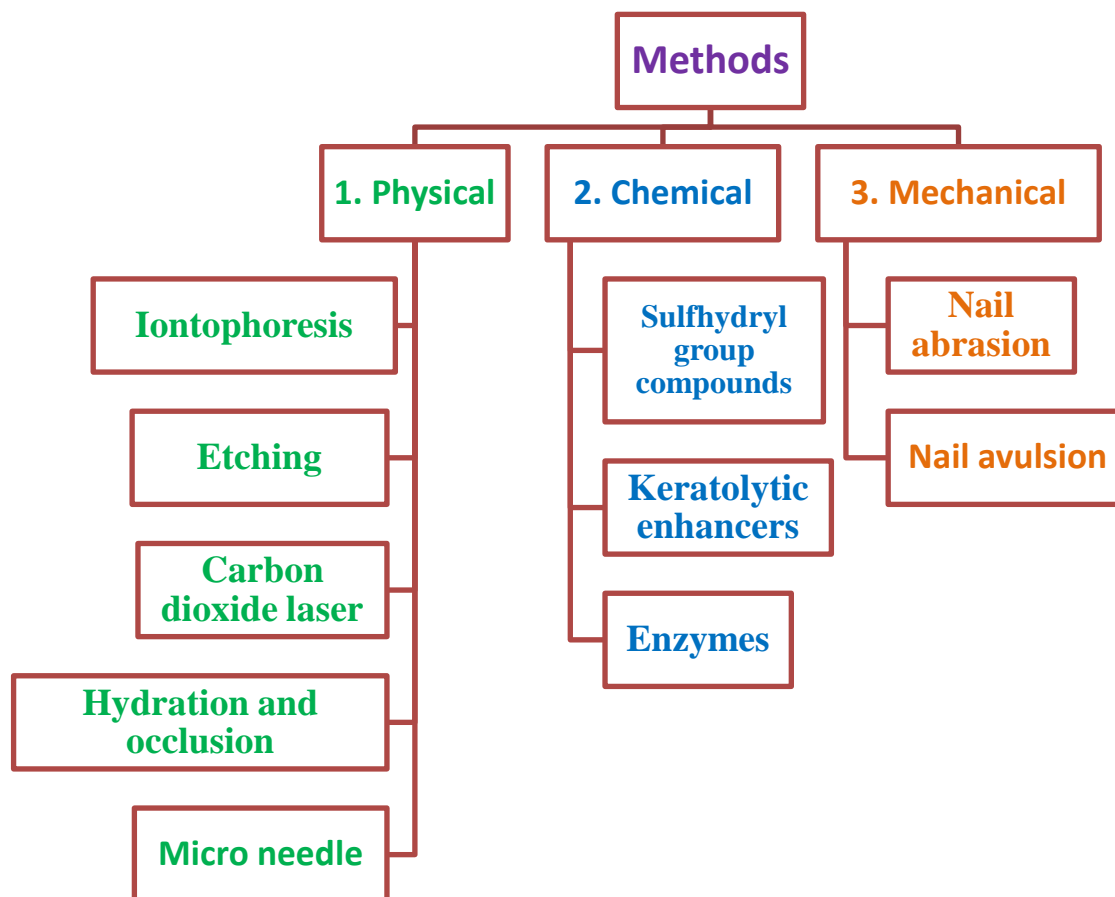 Methods
1. Physical
2. Chemical
3. Mechanical
Iontophoresis
Etching
Carbon
dioxide laser
Hydration and
occlusion
Micro needle
Sulfhydryl
group
compounds
Keratolytic
enhancers
Enzymes
Nail
abrasion
Nail avulsion